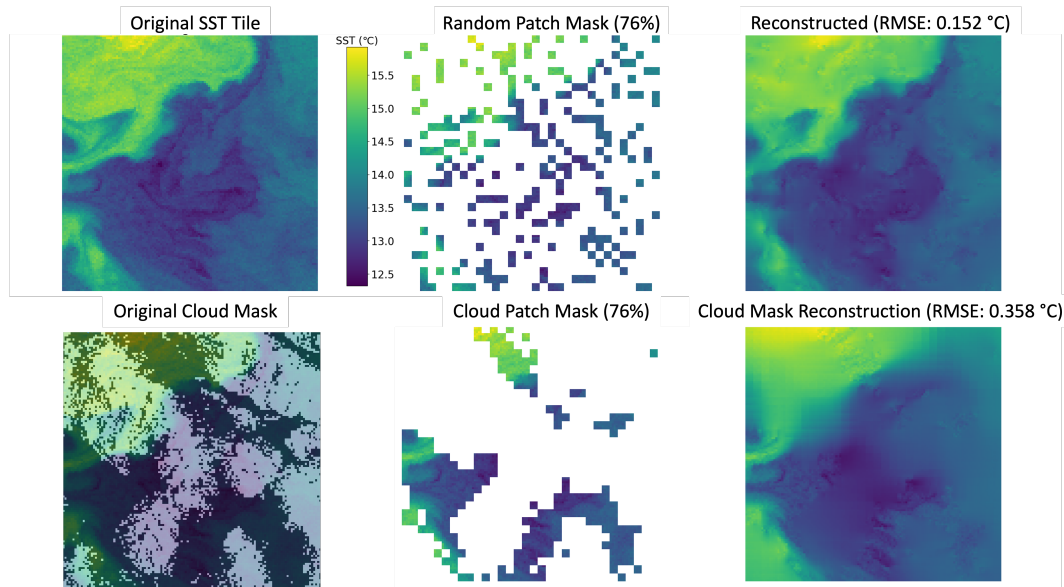 Original SST Tile
Random Patch Mask (76%)
Reconstructed (RMSE: 0.152 °C)
SST (°C)
15.5
15.0
14.5
14.0
13.5
13.0
12.5
Original Cloud Mask
Cloud Patch Mask (76%)
Cloud Mask Reconstruction (RMSE: 0.358 °C)